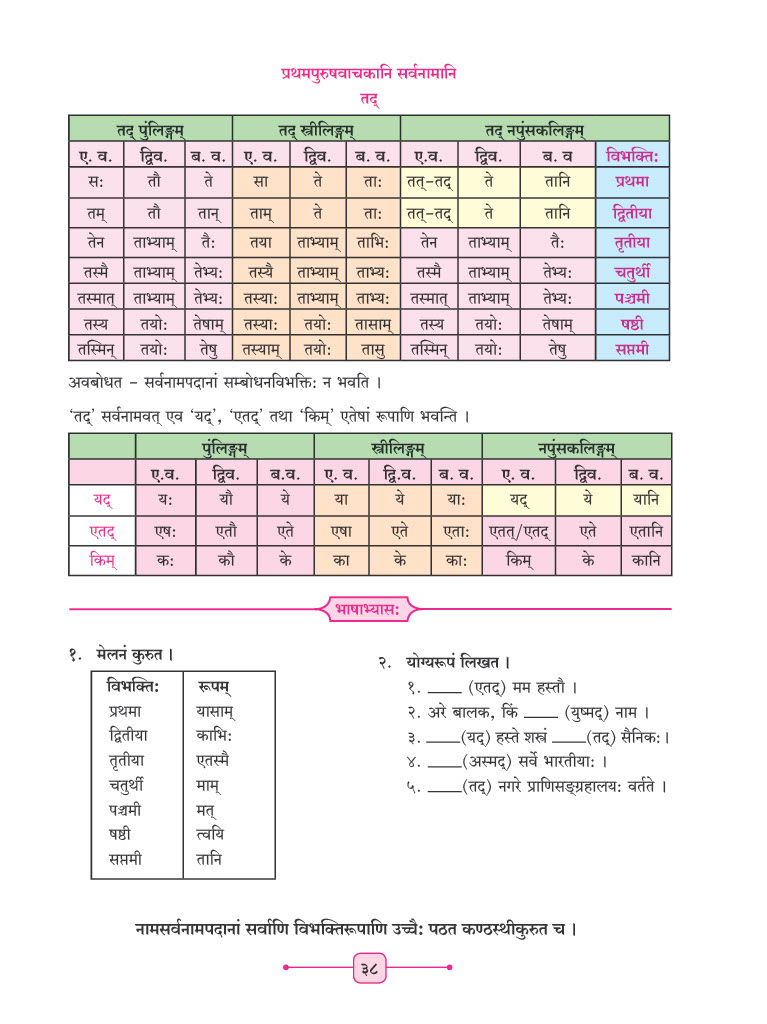 प्रथमपुरुषवाचकानि सर्वनामानि
तद्
तद् पुंलिङ्गम् तद् स्त्रीलिङ्गम् तद् नपुंसकलिङ्गम्
ए. व. द्विव. ब. व. ए. व. द्विव. ब. व. ए.व. द्विव. ब. व विभक्तिः
सः तौ ते सा ते ताः तत्-तद् ते तानि प्रथमा
तम् तौ तान् ताम् ते ताः तत्-तद् ते तानि द्वितीया
तेन ताभ्याम् तैः तया ताभ्याम् ताभिः तेन ताभ्याम् तैः तृतीया
तस्मै ताभ्याम् तेभ्यः तस्यै ताभ्याम् ताभ्यः तस्मै ताभ्याम् तेभ्यः चतुर्थी
तस्मात् ताभ्याम् तेभ्यः तस्याः ताभ्याम् ताभ्यः तस्मात् ताभ्याम् तेभ्यः पञ्चमी
तस्य तयोः तेषाम् तस्याः तयोः तासाम् तस्य तयोः तेषाम् षष्ठी
तस्मिन् तयोः तेषु तस्याम् तयोः तासु तस्मिन् तयोः तेषु सप्तमी
अवबोधत - सर्वनामपदानां सम्बोधनविभक्तिः न भवति ।
‘तद्’ सर्वनामवत् एव ‘यद्’, ‘एतद्’ तथा ‘किम्’ एतेषां रूपाणि भवन्ति ।
पुंलिङ्गम् स्त्रीलिङ्गम् नपुंसकलिङ्गम्
ए.व. द्विव. ब.व. ए. व. द्वि.व. ब. व. ए. व. द्विव. ब. व.
यद् यः यौ ये या ये याः यद् ये यानि
एतद् एषः एतौ एते एषा एते एताः एतत्/एतद् एते एतानि
किम् कः कौ के का के काः किम् के कानि
भाषाभ्यासः
१. मेलनं कुरुत ।
विभक्तिः रूपम्
प्रथमा यासाम्
द्वितीया काभिः
तृतीया एतस्मै
चतुर्थी माम्
पञ्चमी मत्
षष्ठी त्वयि
सप्तमी तानि
२. योग्यरूपं लिखत ।
१. ____ (एतद्) मम हस्तौ ।
२. अरे बालक, किं ____ (युष्मद्) नाम ।
३. ____(यद्) हस्ते शस्त्रं ____(तद्) सैनिकः।
४. ____(अस्मद्) सर्वे भारतीयाः ।
५. ____(तद्) नगरे प्राणिसङ्ग्रहालयः वर्तते ।
नामसर्वनामपदानां सर्वाणि विभक्तिरूपाणि उच्चैः पठत कण्ठस्थीकुरुत च ।
३८